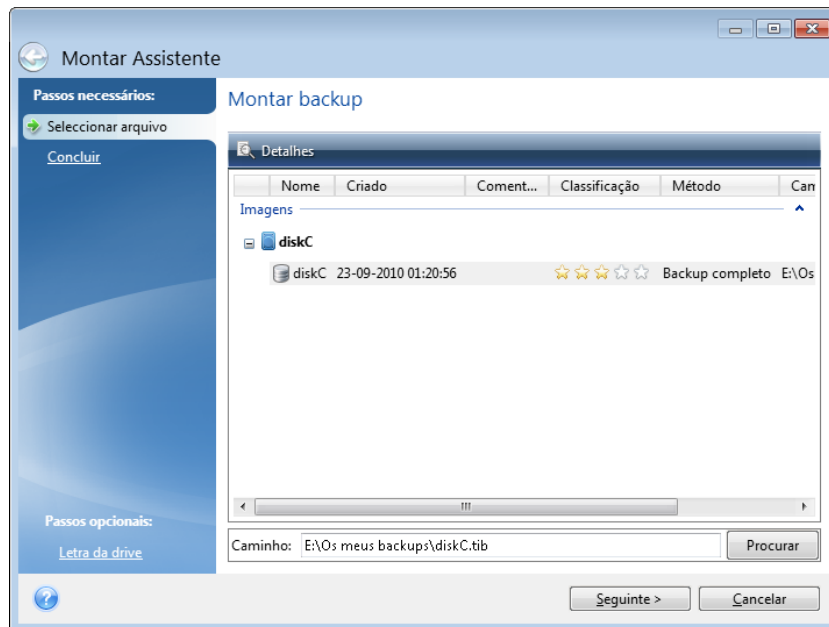 Montar Assistente
Passos necessários:
Seleccionar arquivo
Concluir
Passos opcionais:
Letra da drive
Montar backup
Detalhes
Nome Criado Coment... Classificação Método
Imagens
diskC
diskC 23-09-2010 01:20:56 Backup completo E:\Os
Caminho: E:\Os meus backups\diskC.tib Procurar
Seguinte > Cancelar